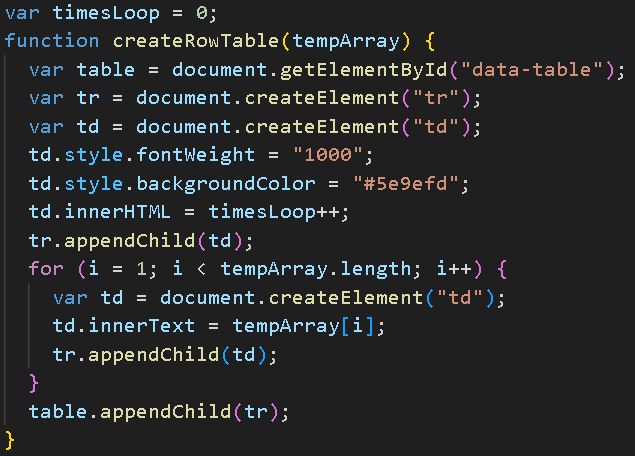 var timesLoop = 0;
function createRowTable(tempArray) {
  var table = document.getElementById("data-table");
  var tr = document.createElement("tr");
  var td = document.createElement("td");
  td.style.fontWeight = "1000";
  td.style.backgroundColor = "#5e9efd";
  td.innerHTML = timesLoop++;
  tr.appendChild(td);
  for (i = 1; i < tempArray.length; i++) {
    var td = document.createElement("td");
    td.innerText = tempArray[i];
    tr.appendChild(td);
  }
  table.appendChild(tr);
}